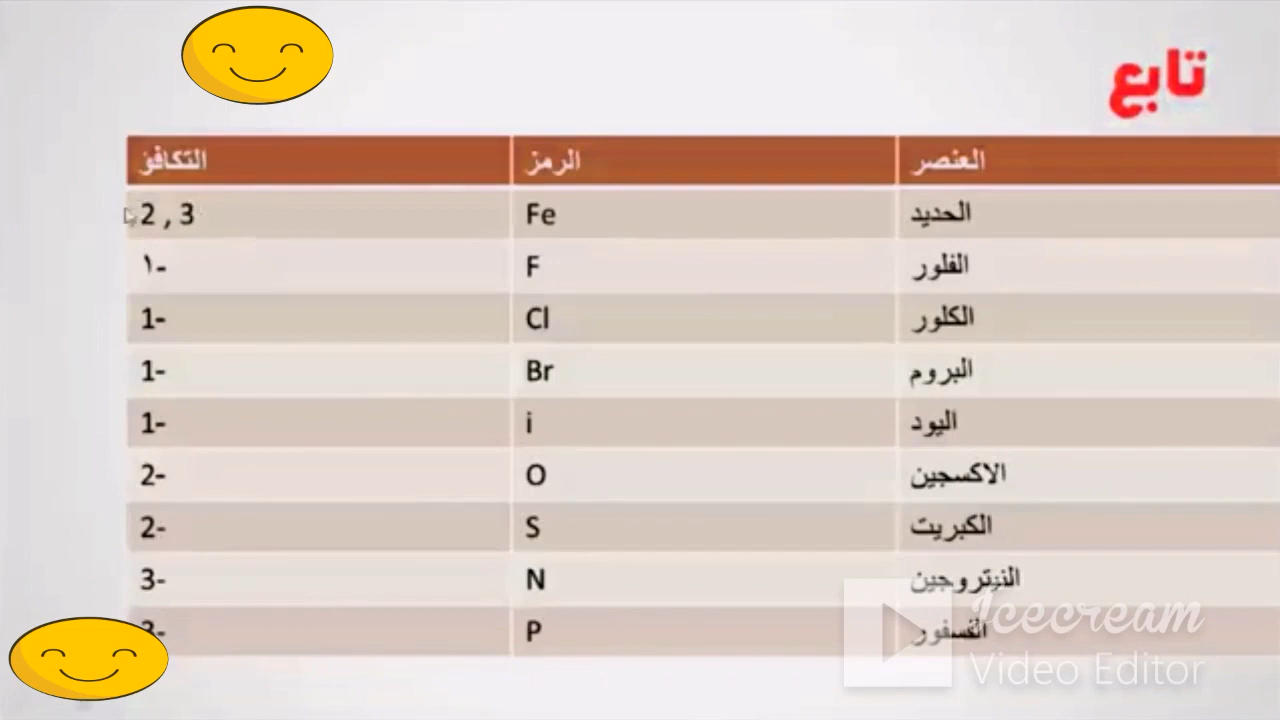 تابع
العنصر الرمز التكافؤ
الحديد Fe 2 , 3
الفلور F ١-
الكلور Cl 1-
البروم Br 1-
اليود i 1-
الاكسجين O 2-
الكبريت S 2-
النيتروجين N 3-
الفسفور P 3-
Icecream
Video Editor